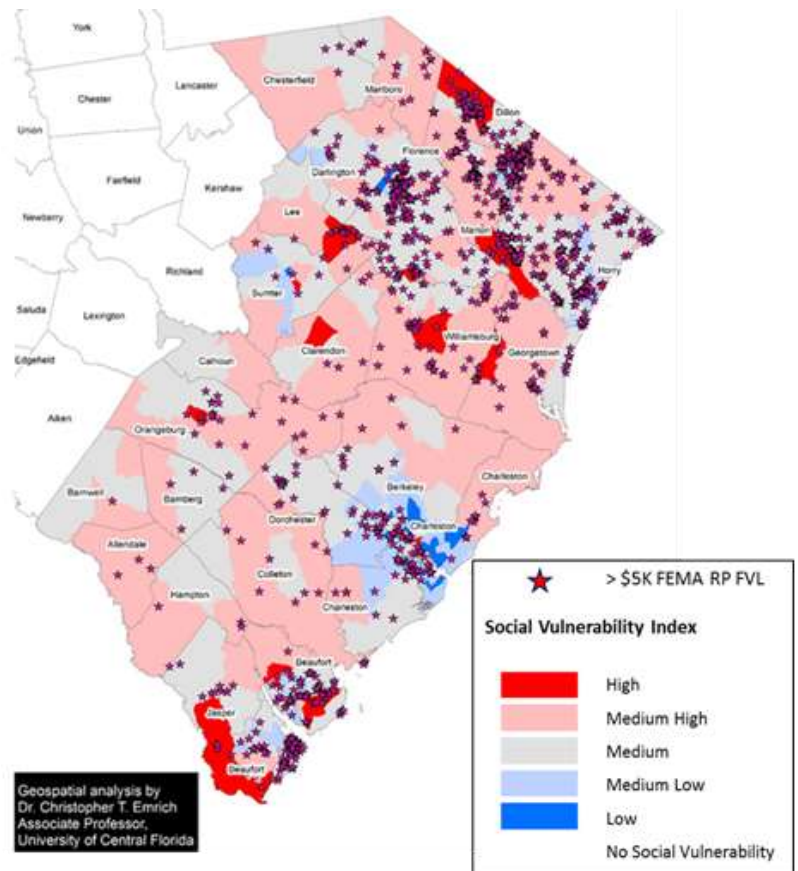 York
Lancaster
Chester
Chesterfield
Marlboro
Union
Dillon
Fairfield
Florence
Kershaw
Darlington
Newberry
Lee
Marion
Richland
Horry
Saluda
Sumter
Lexington
Williamsburg
Edgefield
Clarendon
Georgetown
Calhoun
Aiken
Orangeburg
Charleston
Berkeley
Barnwell
Bamberg
Dorchester
Charleston
Allendale
Colleton
Hampton
Charleston
Beaufort
Jasper
Beaufort
> $5K FEMA RP FVL
Social Vulnerability Index
High
Medium High
Medium
Medium Low
Low
No Social Vulnerability
Geospatial analysis by
Dr. Christopher T. Emrich
Associate Professor,
University of Central Florida